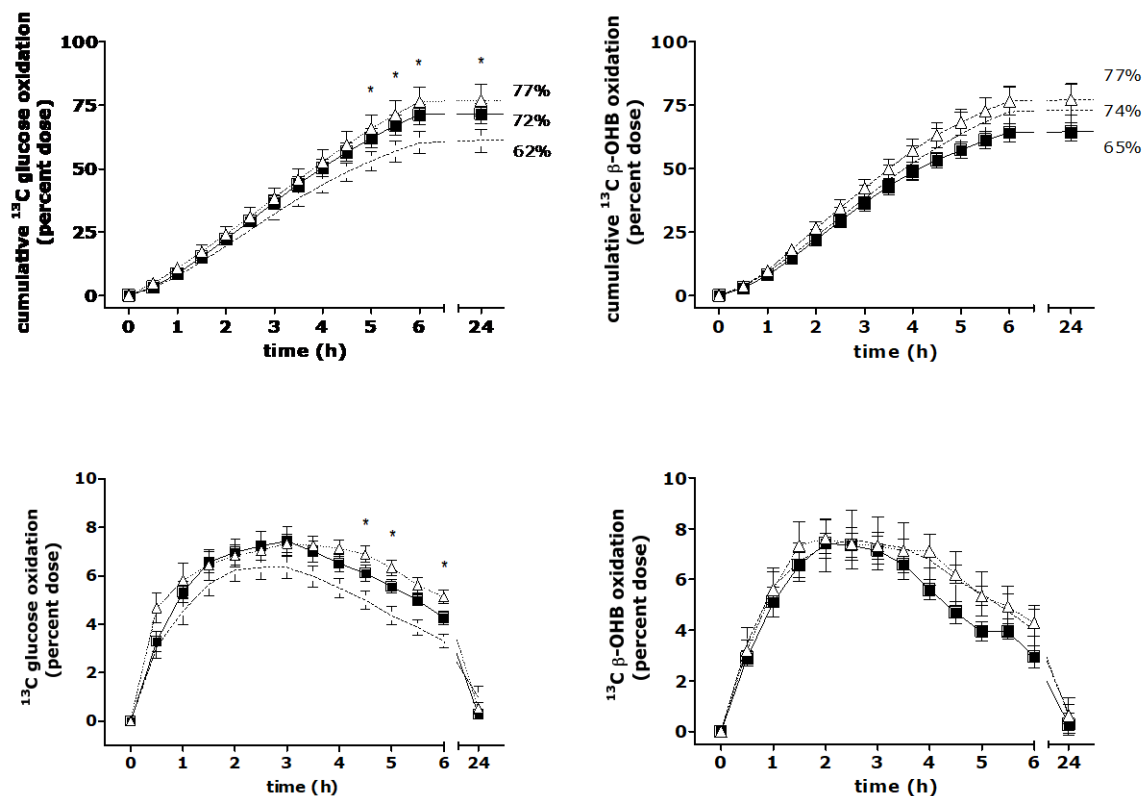 cumulative ¹³C glucose oxidation
(percent dose)
100
75
50
25
0
* * * *
77%
72%
62%
0 1 2 3 4 5 6 24
time (h)
cumulative ¹³C β-OHB oxidation
(percent dose)
100
75
50
25
0
77%
74%
65%
0 1 2 3 4 5 6 24
time (h)
¹³C glucose oxidation
(percent dose)
10
8
6
4
2
0
* * *
0 1 2 3 4 5 6 24
time (h)
¹³C β-OHB oxidation
(percent dose)
10
8
6
4
2
0
0 1 2 3 4 5 6 24
time (h)